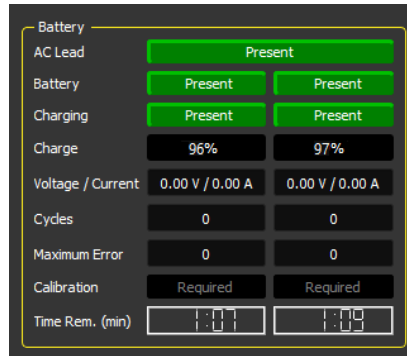 Battery
AC Lead Present
Battery Present Present
Charging Present Present
Charge 96% 97%
Voltage / Current 0.00 V / 0.00 A 0.00 V / 0.00 A
Cycles 0 0
Maximum Error 0 0
Calibration Required Required
Time Rem. (min) 1:07 1:09